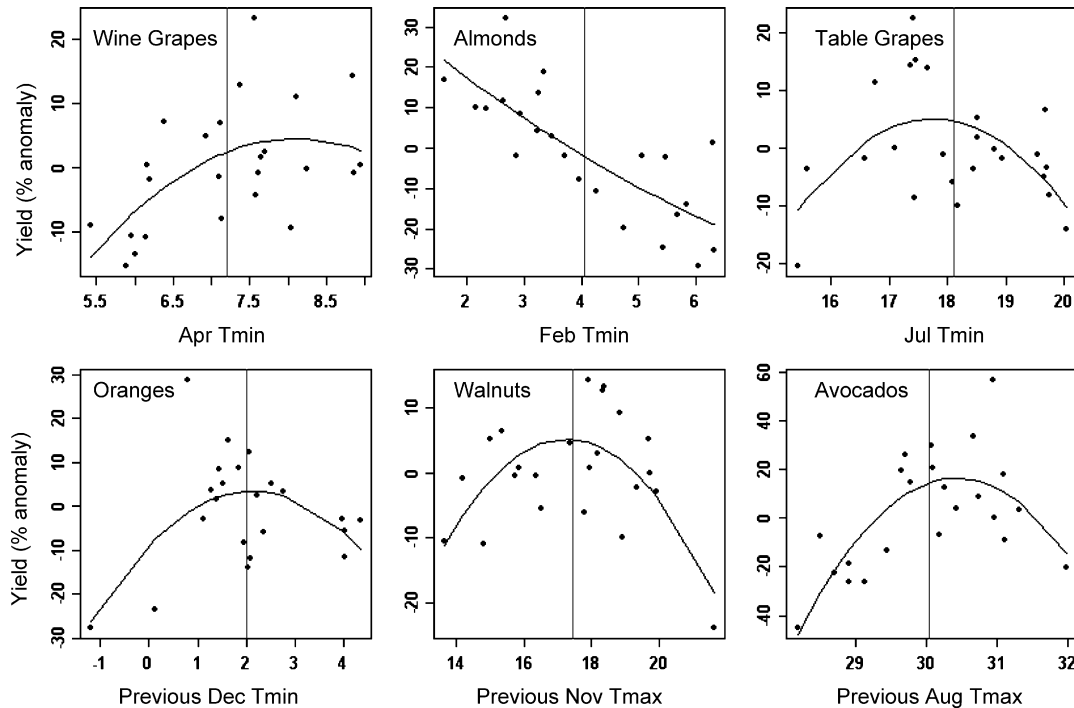 Wine Grapes
Yield (% anomaly)
20
10
0
-10
5.5 6.5 7.5 8.5
Apr Tmin
Almonds
30
20
10
0
-10
-20
-30
2 3 4 5 6
Feb Tmin
Table Grapes
20
10
0
-10
-20
16 17 18 19 20
Jul Tmin
Oranges
Yield (% anomaly)
30
20
10
0
-10
-20
-30
-1 0 1 2 3 4
Previous Dec Tmin
Walnuts
10
0
-10
-20
14 16 18 20
Previous Nov Tmax
Avocados
60
40
20
0
-20
-40
29 30 31 32
Previous Aug Tmax